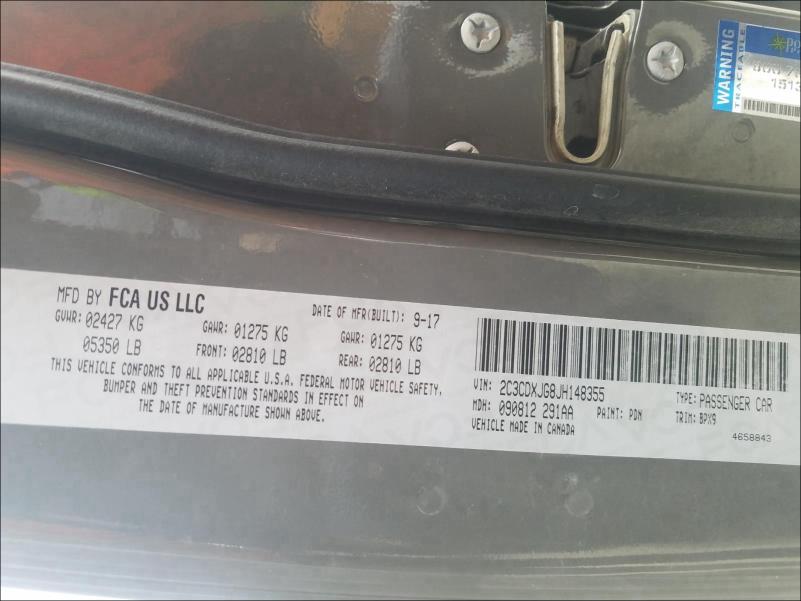 WARNING
TRACEABLE
MFD BY FCA US LLC DATE OF MFR(BUILT): 9-17
GVWR: 02427 KG GAWR: 01275 KG GAWR: 01275 KG
05350 LB FRONT: 02810 LB REAR: 02810 LB
THIS VEHICLE CONFORMS TO ALL APPLICABLE U.S.A. FEDERAL MOTOR VEHICLE SAFETY,
BUMPER AND THEFT PREVENTION STANDARDS IN EFFECT ON
THE DATE OF MANUFACTURE SHOWN ABOVE.
VIN: 2C3CDXJG8JH148355 TYPE: PASSENGER CAR
MDH: 090812 291AA PAINT: PDN TRIM: BPX9
VEHICLE MADE IN CANADA 4658843